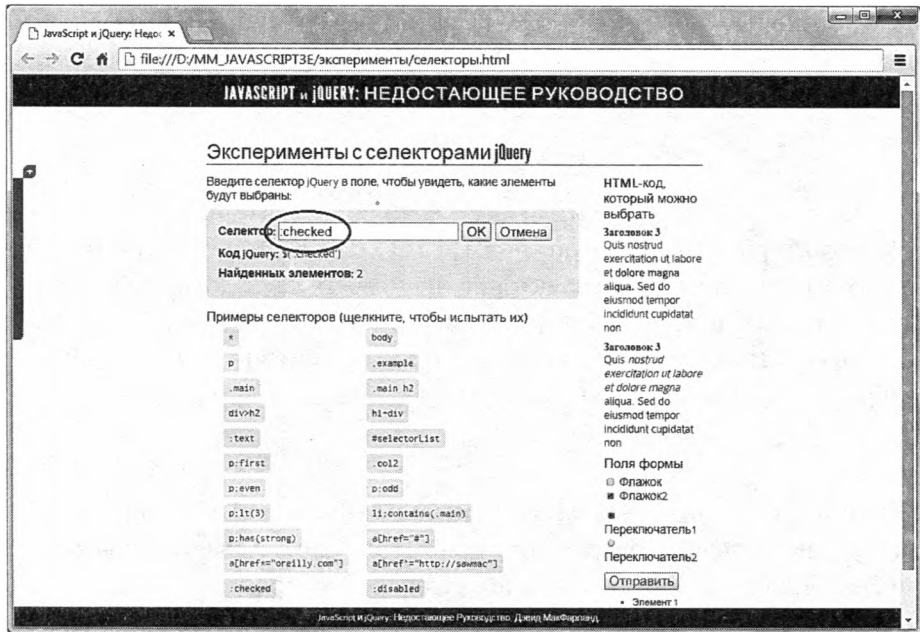 JavaScript и jQuery: Недос
file:///D:/MM_JAVASCRIPT3E/эксперименты/селекторы.html
JAVASCRIPT и jQUERY: НЕДОСТАЮЩЕЕ РУКОВОДСТВО
Эксперименты с селекторами jQuery
Введите селектор jQuery в поле, чтобы увидеть, какие элементы
будут выбраны:
Селектор: :checked OK Отмена
Код jQuery: $(':checked')
Найденных элементов: 2
Примеры селекторов (щелкните, чтобы испытать их)
* body
p .example
.main .main h2
div>h2 h1~div
:text #selectorList
p:first .col2
p:even p:odd
p:lt(3) li:contains(.main)
p:has(strong) a[href="#"]
a[href*="oreilly.com"] a[href^="http://sawmac"]
:checked :disabled
HTML-код,
который можно
выбрать
Заголовок 3
Quis nostrud
exercitation ut labore
et dolore magna
aliqua. Sed do
eiusmod tempor
incididunt cupidatat
non
Заголовок 3
Quis nostrud
exercitation ut labore
et dolore magna
aliqua. Sed do
eiusmod tempor
incididunt cupidatat
non
Поля формы
Флажок
Флажок2
Переключатель1
Переключатель2
Отправить
• Элемент 1
JavaScript и jQuery: Недостающее Руководство. Дэвид МакФарланд.